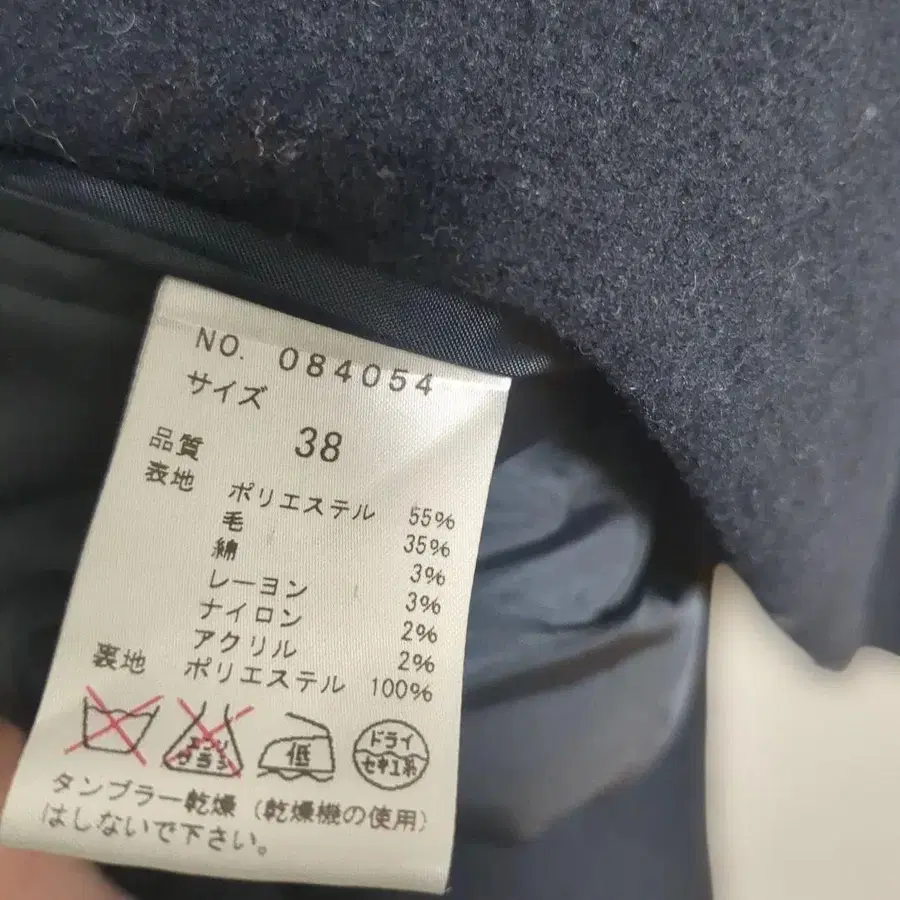 NO. 084054
サイズ
38
品質
表地 ポリエステル 55%
毛 35%
綿 3%
レーヨン 3%
ナイロン 2%
アクリル 2%
裏地 ポリエステル 100%
エンソ サラシ 低 ドライ セキユ系
タンブラー乾燥（乾燥機の使用）
はしないで下さい。